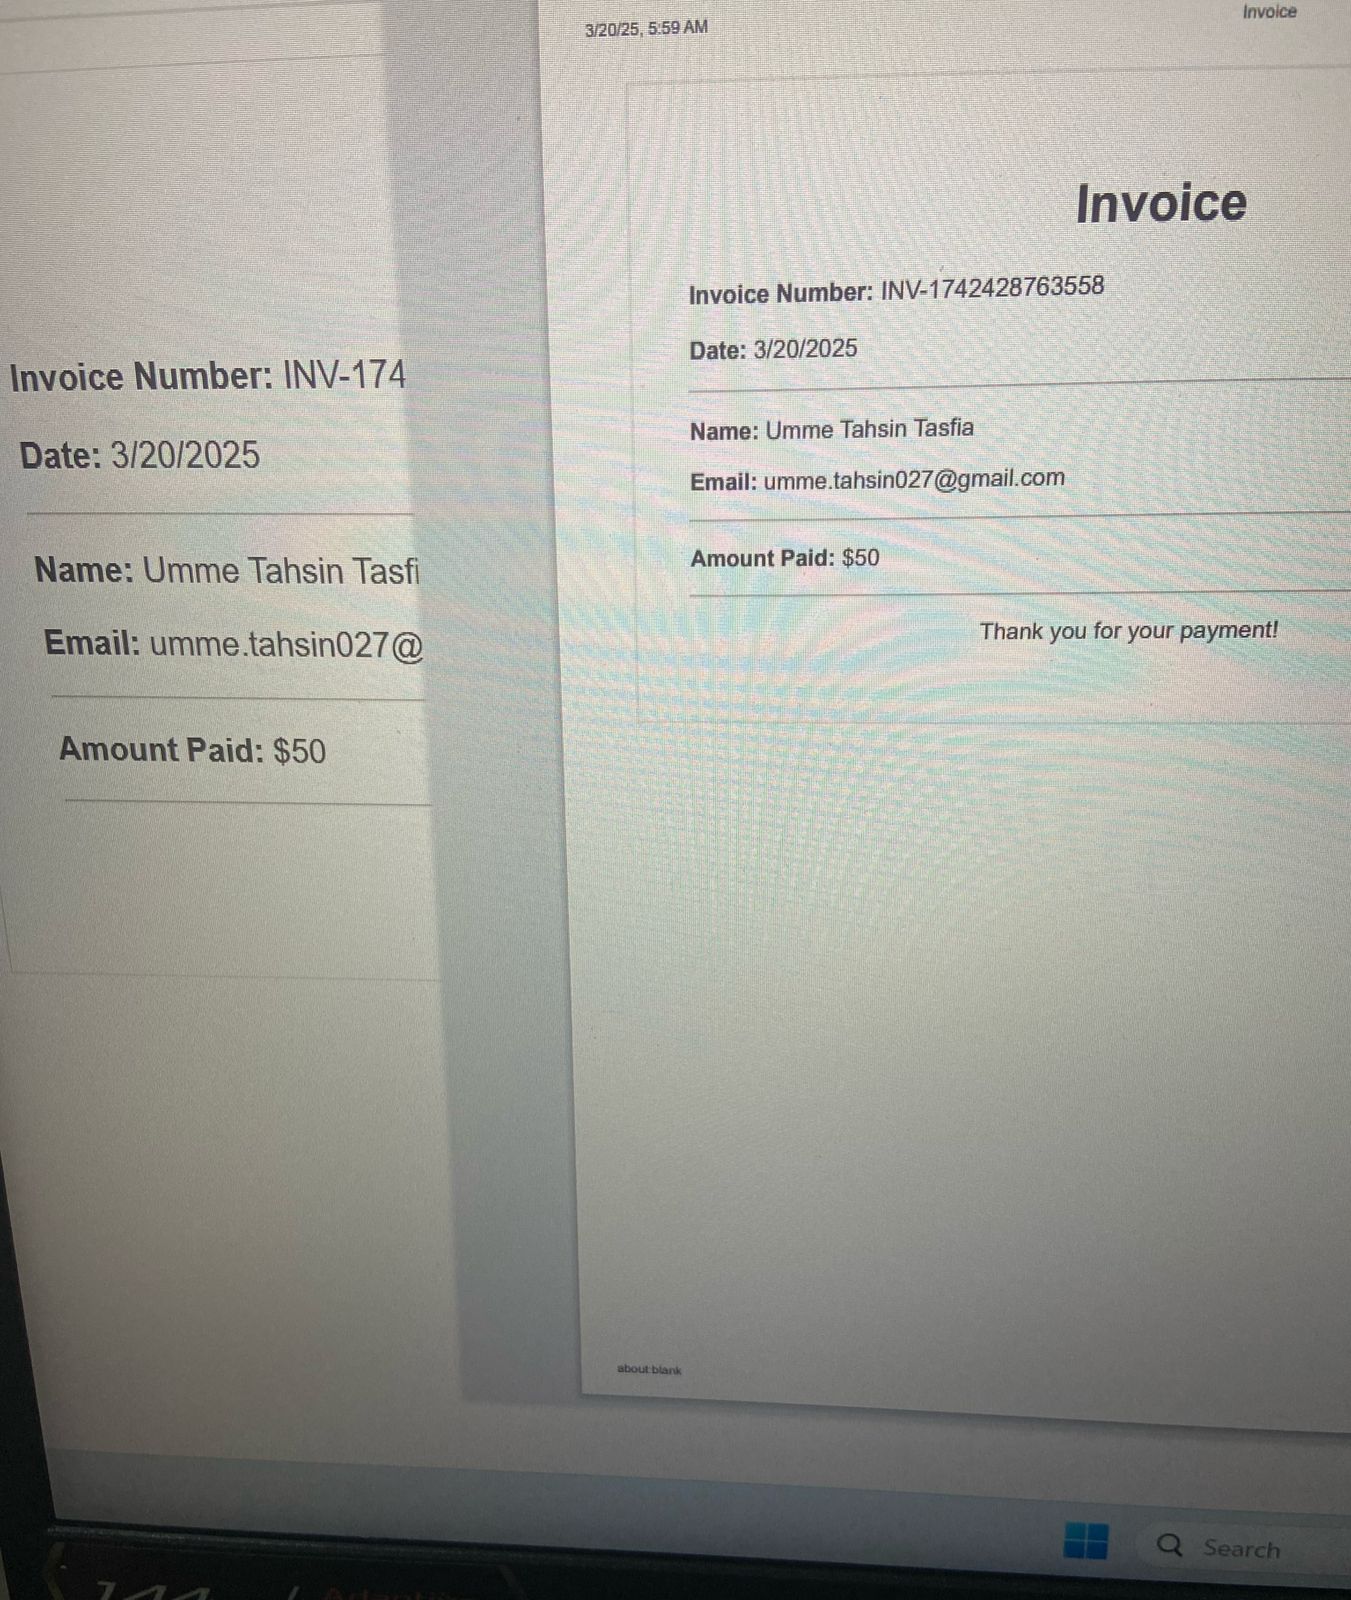 Invoice Number: INV-174
Date: 3/20/2025
Name: Umme Tahsin Tasfi
Email: umme.tahsin027@
Amount Paid: $50
3/20/25, 5:59 AM
Invoice
Invoice
Invoice Number: INV-1742428763558
Date: 3/20/2025
Name: Umme Tahsin Tasfia
Email: umme.tahsin027@gmail.com
Amount Paid: $50
Thank you for your payment!
about:blank
Search